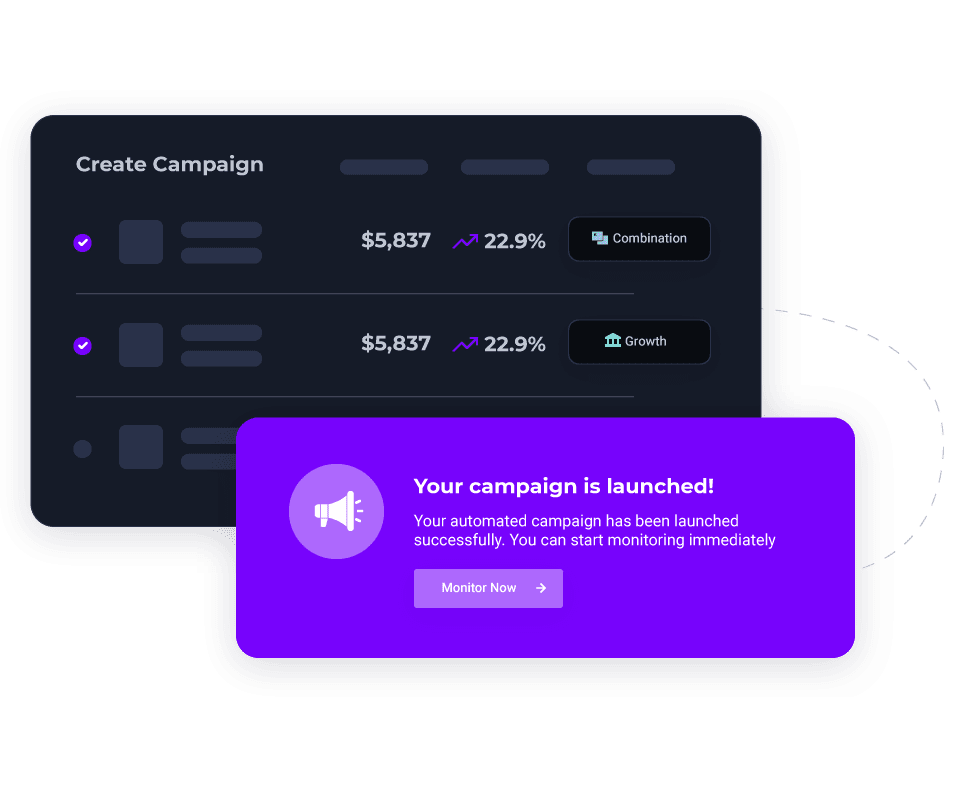 Create Campaign
$5,837 22.9% Combination
$5,837 22.9% Growth
Your campaign is launched!
Your automated campaign has been launched
successfully. You can start monitoring immediately
Monitor Now